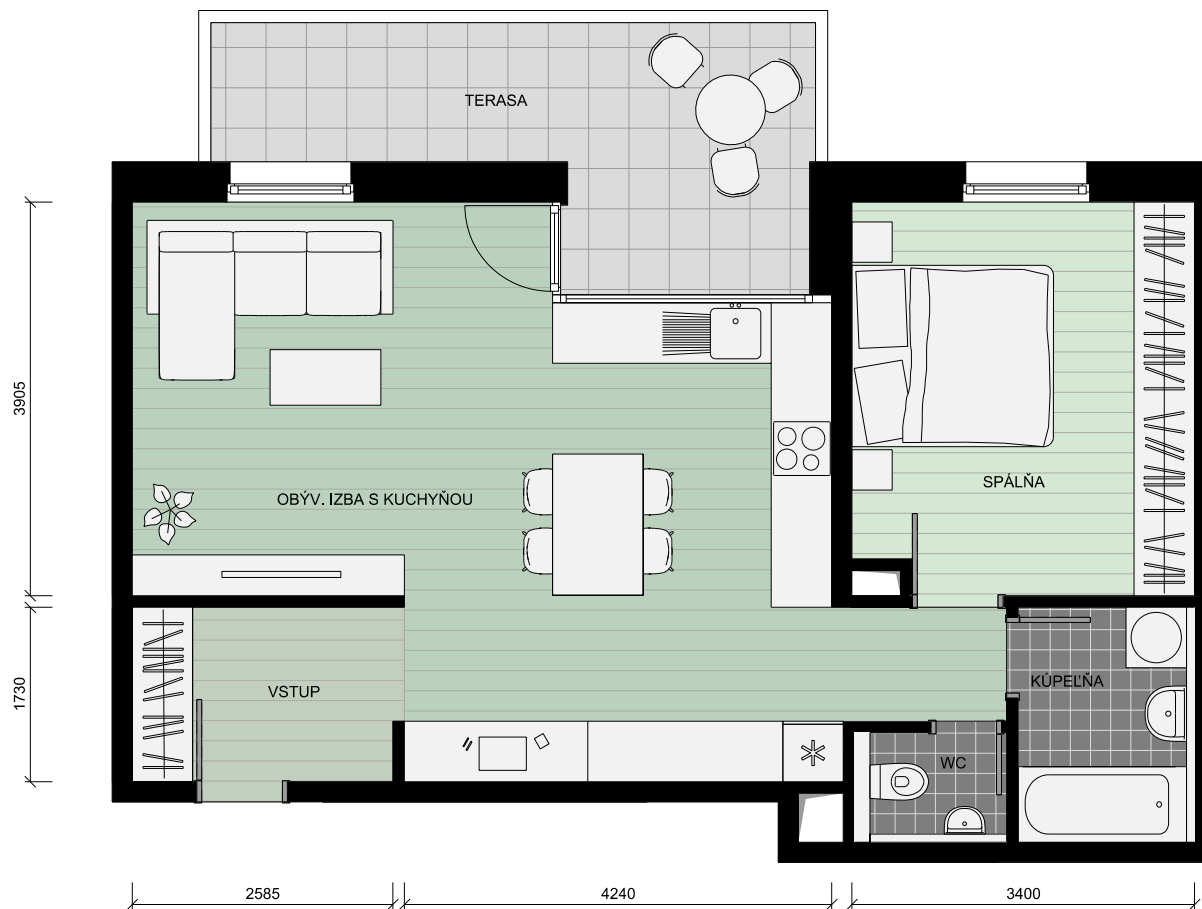 TERASA
3905
SPÁLŇA
OBÝV. IZBA S KUCHYŇOU
1730
VSTUP
KÚPEĽŇA
WC
2585
4240
3400